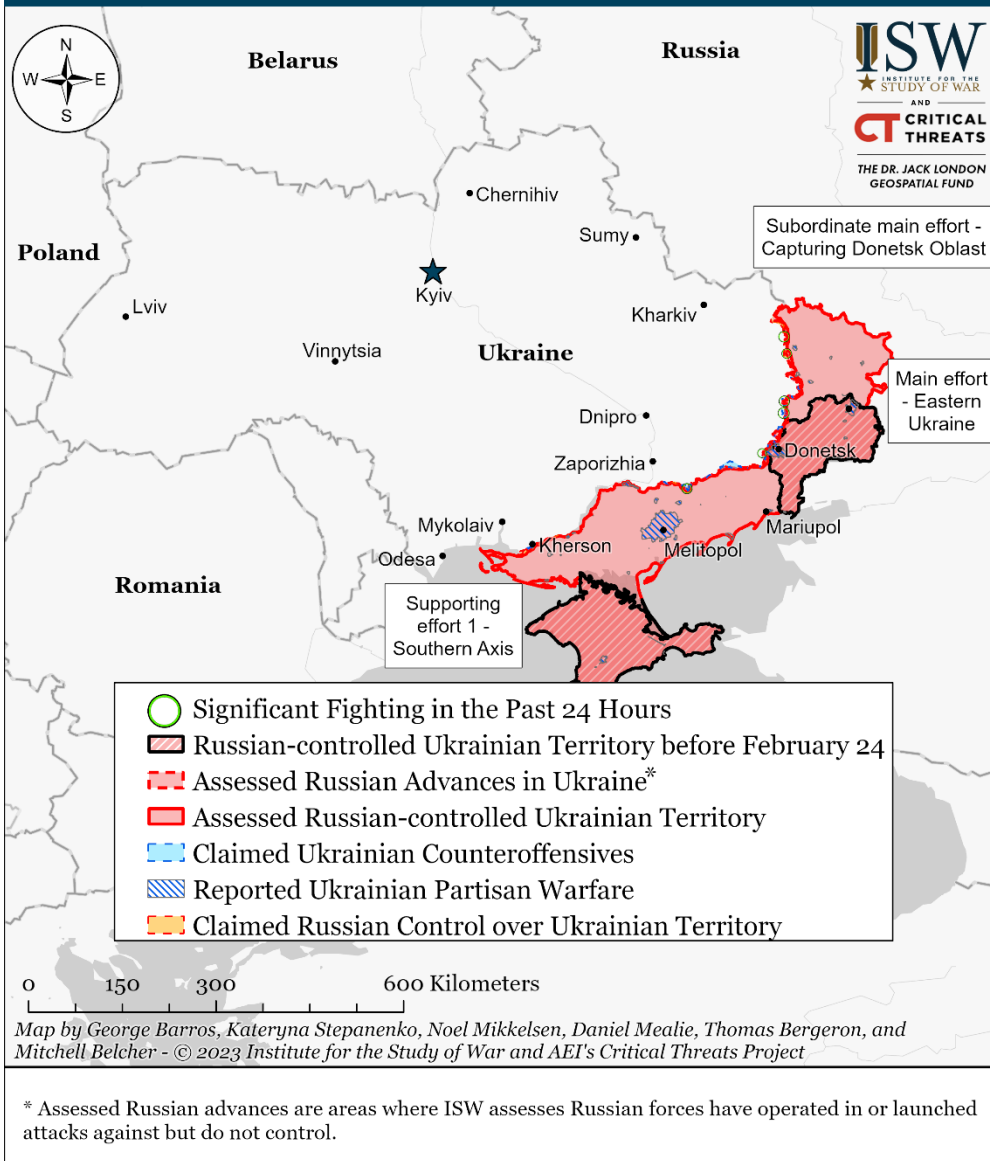 N
W
E
S
Belarus
Russia
ISW
INSTITUTE FOR THE
STUDY OF WAR
AND
CT CRITICAL
THREATS
THE DR. JACK LONDON
GEOSPATIAL FUND
Chernihiv
Sumy
Subordinate main effort -
Capturing Donetsk Oblast
Poland
Kyiv
Lviv
Kharkiv
Vinnytsia
Ukraine
Main effort
- Eastern
Ukraine
Dnipro
Donetsk
Zaporizhia
Mariupol
Mykolaiv
Kherson
Melitopol
Odesa
Romania
Supporting
effort 1 -
Southern Axis
Significant Fighting in the Past 24 Hours
Russian-controlled Ukrainian Territory before February 24
Assessed Russian Advances in Ukraine*
Assessed Russian-controlled Ukrainian Territory
Claimed Ukrainian Counteroffensives
Reported Ukrainian Partisan Warfare
Claimed Russian Control over Ukrainian Territory
0 150 300 600 Kilometers
Map by George Barros, Kateryna Stepanenko, Noel Mikkelsen, Daniel Mealie, Thomas Bergeron, and
Mitchell Belcher - © 2023 Institute for the Study of War and AEI's Critical Threats Project
* Assessed Russian advances are areas where ISW assesses Russian forces have operated in or launched
attacks against but do not control.